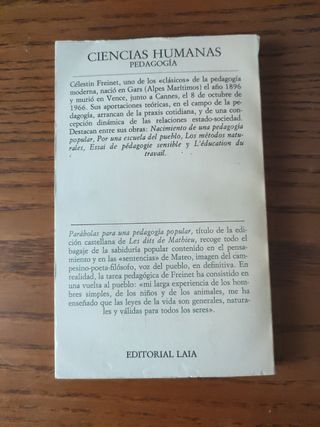 CIENCIAS HUMANAS
PEDAGOGÍA
Célestin Freinet, uno de los «clásicos» de la pedagogía
moderna, nació en Gars (Alpes Marítimos) el año 1896
y murió en Vence, junto a Cannes, el 8 de octubre de
1966. Sus aportaciones teóricas, en el campo de la pe-
dagogía, arrancan de la praxis cotidiana, y de una con-
cepción dinámica de las relaciones estado-sociedad.
Destacan entre sus obras: Nacimiento de una pedagogía
popular, Por una escuela del pueblo, Los métodos natu-
rales, Essai de pédagogie sensible y L'éducation du
travail.
Parábolas para una pedagogía popular, título de la edi-
ción castellana de Les dits de Mathieu, recoge todo el
bagaje de la sabiduría popular contenido en el pensa-
miento y en las «sentencias» de Mateo, imagen del cam-
pesino-poeta-filósofo, voz del pueblo, en definitiva. En
realidad, la tarea pedagógica de Freinet ha consistido en
una vuelta al pueblo: «mi larga experiencia de los hom-
bres simples, de los niños y de los animales, me ha
enseñado que las leyes de la vida son generales, natura-
les y válidas para todos los seres».
EDITORIAL LAIA